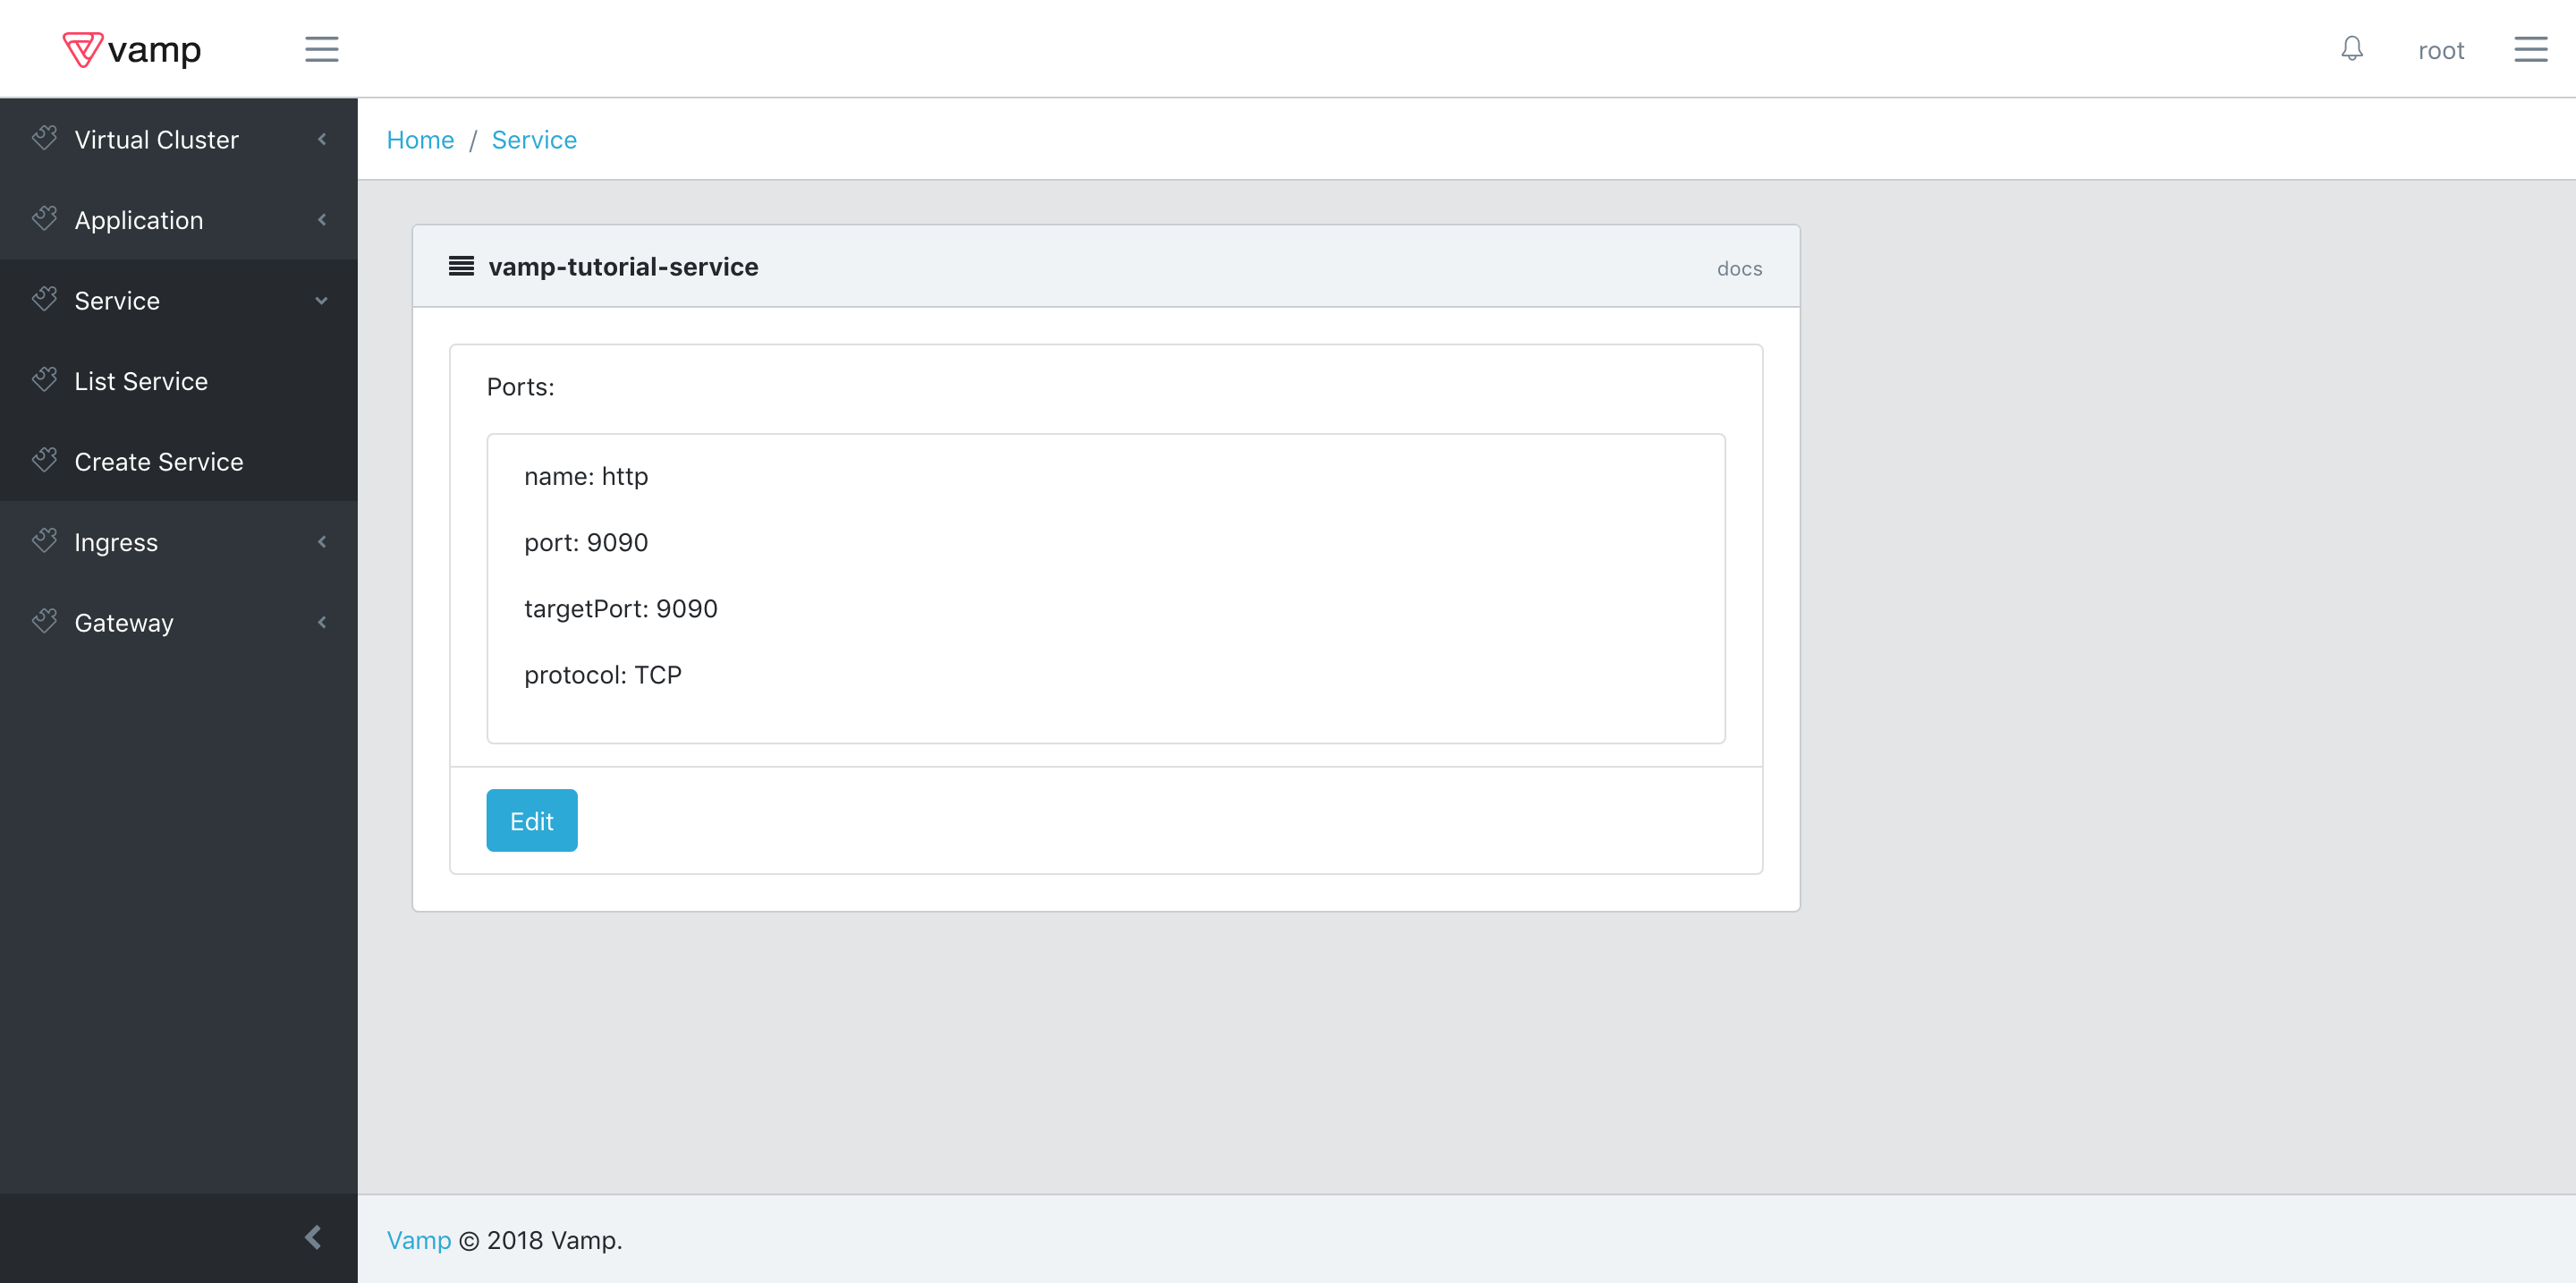 vamp
root
Virtual Cluster
Application
Service
List Service
Create Service
Ingress
Gateway
Home / Service
vamp-tutorial-service
docs
Ports:
name: http
port: 9090
targetPort: 9090
protocol: TCP
Edit
Vamp © 2018 Vamp.